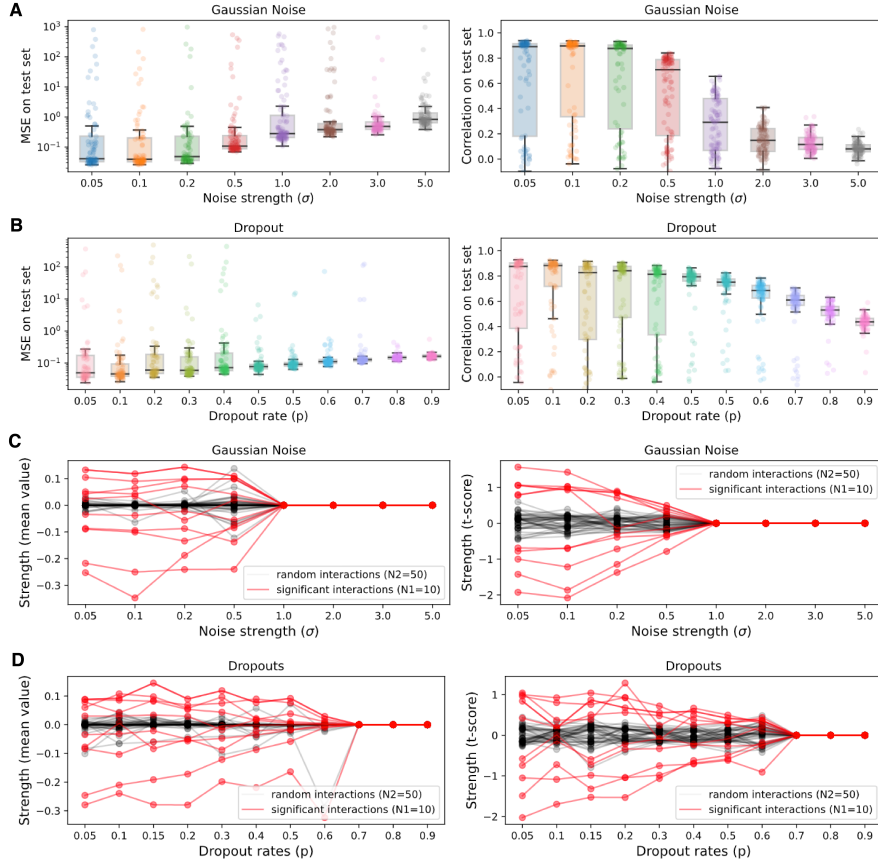 A
Gaussian Noise
Gaussian Noise
MSE on test set
10³
10²
10¹
10⁰
10⁻¹
0.05 0.1 0.2 0.5 1.0 2.0 3.0 5.0
Noise strength (σ)
Correlation on test set
1.0
0.8
0.6
0.4
0.2
0.0
0.05 0.1 0.2 0.5 1.0 2.0 3.0 5.0
Noise strength (σ)
B
Dropout
Dropout
MSE on test set
10²
10¹
10⁰
10⁻¹
0.05 0.1 0.2 0.3 0.4 0.5 0.5 0.6 0.7 0.8 0.9
Dropout rate (p)
Correlation on test set
1.0
0.8
0.6
0.4
0.2
0.0
0.05 0.1 0.2 0.3 0.4 0.5 0.5 0.6 0.7 0.8 0.9
Dropout rate (p)
C
Gaussian Noise
Gaussian Noise
Strength (mean value)
0.1
0.0
−0.1
−0.2
−0.3
random interactions (N2=50)
significant interactions (N1=10)
0.05 0.1 0.2 0.5 1.0 2.0 3.0 5.0
Noise strength (σ)
Strength (t-score)
1
0
−1
−2
random interactions (N2=50)
significant interactions (N1=10)
0.05 0.1 0.2 0.5 1.0 2.0 3.0 5.0
Noise strength (σ)
D
Dropouts
Dropouts
Strength (mean value)
0.1
0.0
−0.1
−0.2
−0.3
random interactions (N2=50)
significant interactions (N1=10)
0.05 0.1 0.15 0.2 0.3 0.4 0.5 0.6 0.7 0.8 0.9
Dropout rates (p)
Strength (t-score)
1
0
−1
−2
random interactions (N2=50)
significant interactions (N1=10)
0.05 0.1 0.15 0.2 0.3 0.4 0.5 0.6 0.7 0.8 0.9
Dropout rates (p)